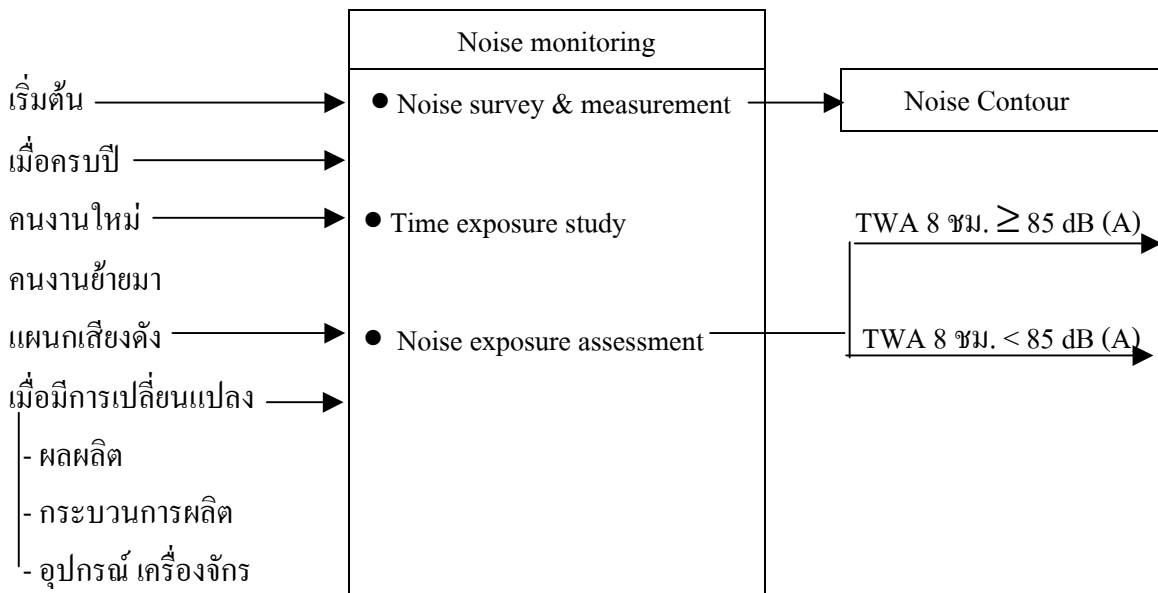 Noise monitoring
เริ่มต้น
● Noise survey & measurement
Noise Contour
เมื่อครบปี
คนงานใหม่
● Time exposure study
TWA 8 ชม. ≥ 85 dB (A)
คนงานย้ายมา
แผนกเสียงดัง
● Noise exposure assessment
TWA 8 ชม. < 85 dB (A)
เมื่อมีการเปลี่ยนแปลง
- ผลผลิต
- กระบวนการผลิต
- อุปกรณ์ เครื่องจักร